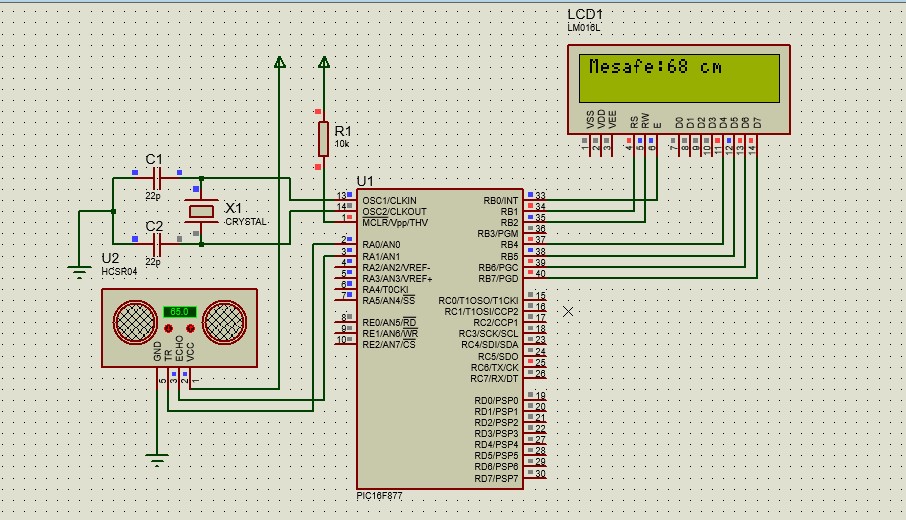 LCD1
LM016L
Mesafe:68 cm
VSS
VDD
VEE
RS
RW
E
D0
D1
D2
D3
D4
D5
D6
D7
1
2
3
4
5
6
7
8
9
10
11
12
13
14
R1
10k
C1
22p
X1
CRYSTAL
C2
22p
U2
HCSR04
65.0
GND
TR
ECHO
VCC
5
3
2
1
U1
13 OSC1/CLKIN
14 OSC2/CLKOUT
1 MCLR/Vpp/THV
2 RA0/AN0
3 RA1/AN1
4 RA2/AN2/VREF-
5 RA3/AN3/VREF+
6 RA4/T0CKI
7 RA5/AN4/SS
8 RE0/AN5/RD
9 RE1/AN6/WR
10 RE2/AN7/CS
RB0/INT 33
RB1 34
RB2 35
RB3/PGM 36
RB4 37
RB5 38
RB6/PGC 39
RB7/PGD 40
RC0/T1OSO/T1CKI 15
RC1/T1OSI/CCP2 16
RC2/CCP1 17
RC3/SCK/SCL 18
RC4/SDI/SDA 23
RC5/SDO 24
RC6/TX/CK 25
RC7/RX/DT 26
RD0/PSP0 19
RD1/PSP1 20
RD2/PSP2 21
RD3/PSP3 22
RD4/PSP4 27
RD5/PSP5 28
RD6/PSP6 29
RD7/PSP7 30
PIC16F877